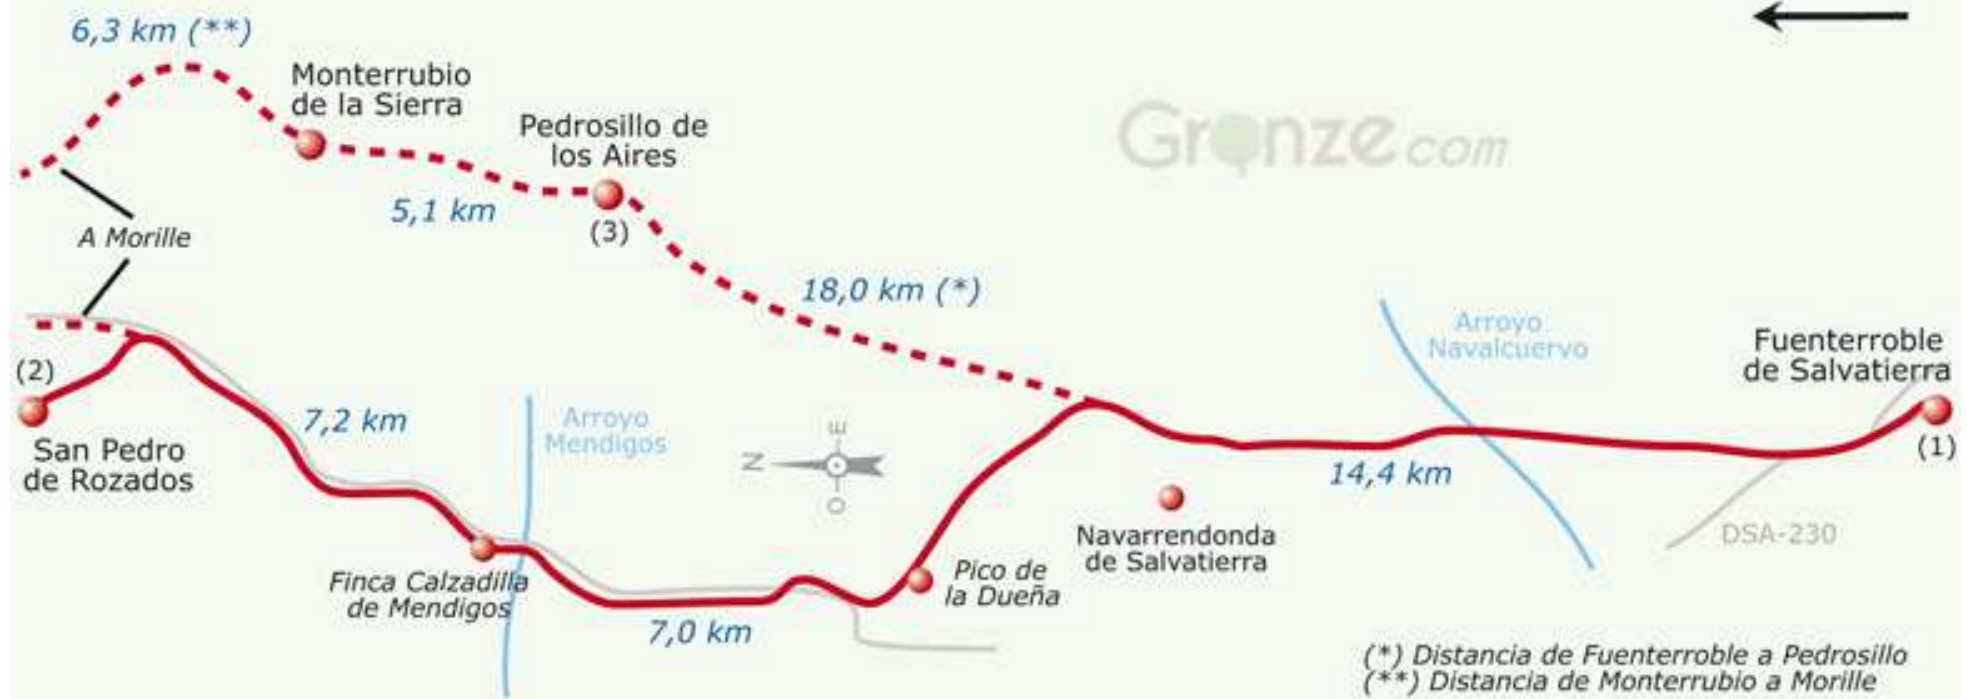 6,3 km (**)
Monterrubio
de la Sierra
Pedrosillo de
los Aires
Gronze.com
5,1 km
(3)
A Morille
18,0 km (*)
Arroyo
Navalcuervo
Fuenterroble
de Salvatierra
(2)
7,2 km
Arroyo
Mendigos
E
N
O
San Pedro
de Rozados
14,4 km
(1)
Navarrendonda
de Salvatierra
DSA-230
Finca Calzadilla
de Mendigos
Pico de
la Dueña
7,0 km
(*) Distancia de Fuenterroble a Pedrosillo
(**) Distancia de Monterrubio a Morille